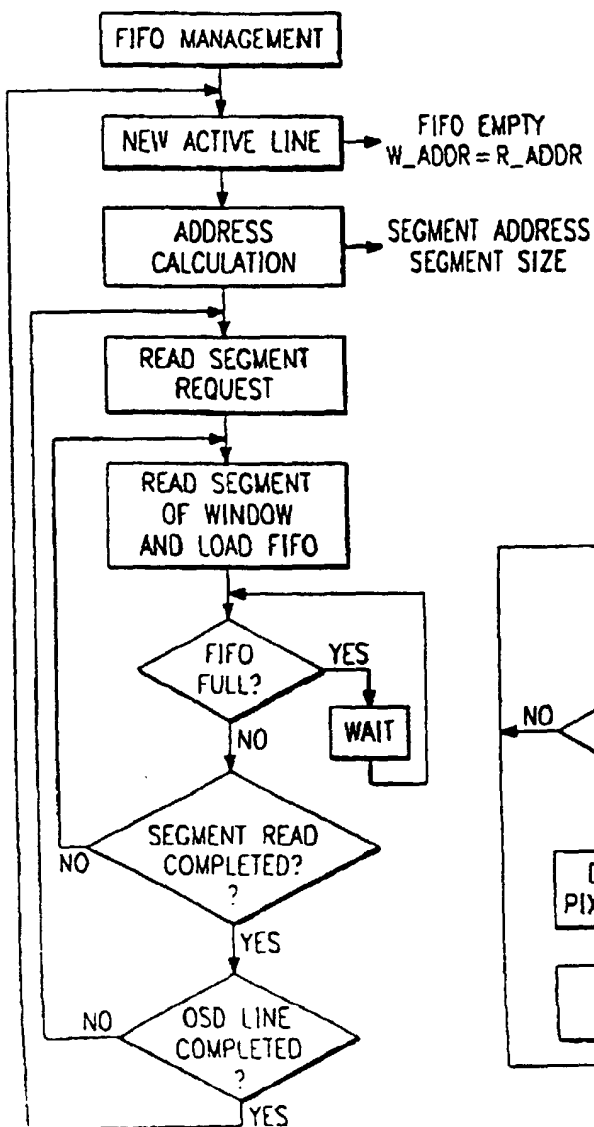 FIFO MANAGEMENT
NEW ACTIVE LINE
FIFO EMPTY
W_ADDR = R_ADDR
ADDRESS
CALCULATION
SEGMENT ADDRESS
SEGMENT SIZE
READ SEGMENT
REQUEST
READ SEGMENT
OF WINDOW
AND LOAD FIFO
FIFO
FULL?
YES
WAIT
NO
SEGMENT READ
COMPLETED?
?
NO
YES
OSD LINE
COMPLETED
?
NO
YES
NO